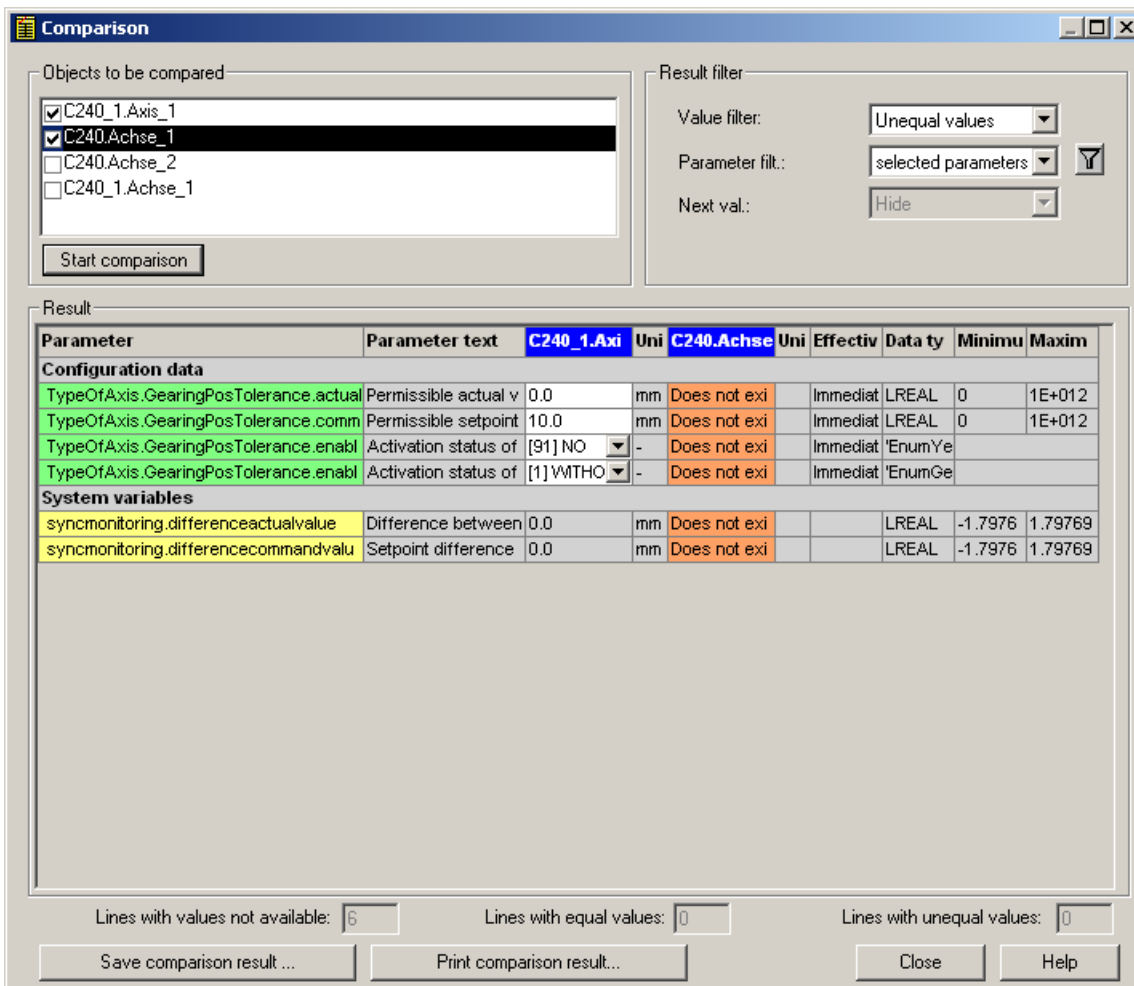 Comparison
Objects to be compared
C240_1.Axis_1
C240.Achse_1
C240.Achse_2
C240_1.Achse_1
Start comparison
Result filter
Value filter: Unequal values
Parameter filt.: selected parameters
Next val.: Hide
Result
Parameter Parameter text C240_1.Axi Uni C240.Achse Uni Effectiv Data ty Minimu Maxim
Configuration data
TypeOfAxis.GearingPosTolerance.actual Permissible actual v 0.0 mm Does not exi Immediat LREAL 0 1E+012
TypeOfAxis.GearingPosTolerance.comm Permissible setpoint 10.0 mm Does not exi Immediat LREAL 0 1E+012
TypeOfAxis.GearingPosTolerance.enabl Activation status of [91] NO - Does not exi Immediat 'EnumYe
TypeOfAxis.GearingPosTolerance.enabl Activation status of [1] WITHO - Does not exi Immediat 'EnumGe
System variables
syncmonitoring.differenceactualvalue Difference between 0.0 mm Does not exi LREAL -1.7976 1.79769
syncmonitoring.differencecommandvalu Setpoint difference 0.0 mm Does not exi LREAL -1.7976 1.79769
Lines with values not available: 6 Lines with equal values: 0 Lines with unequal values: 0
Save comparison result ... Print comparison result... Close Help